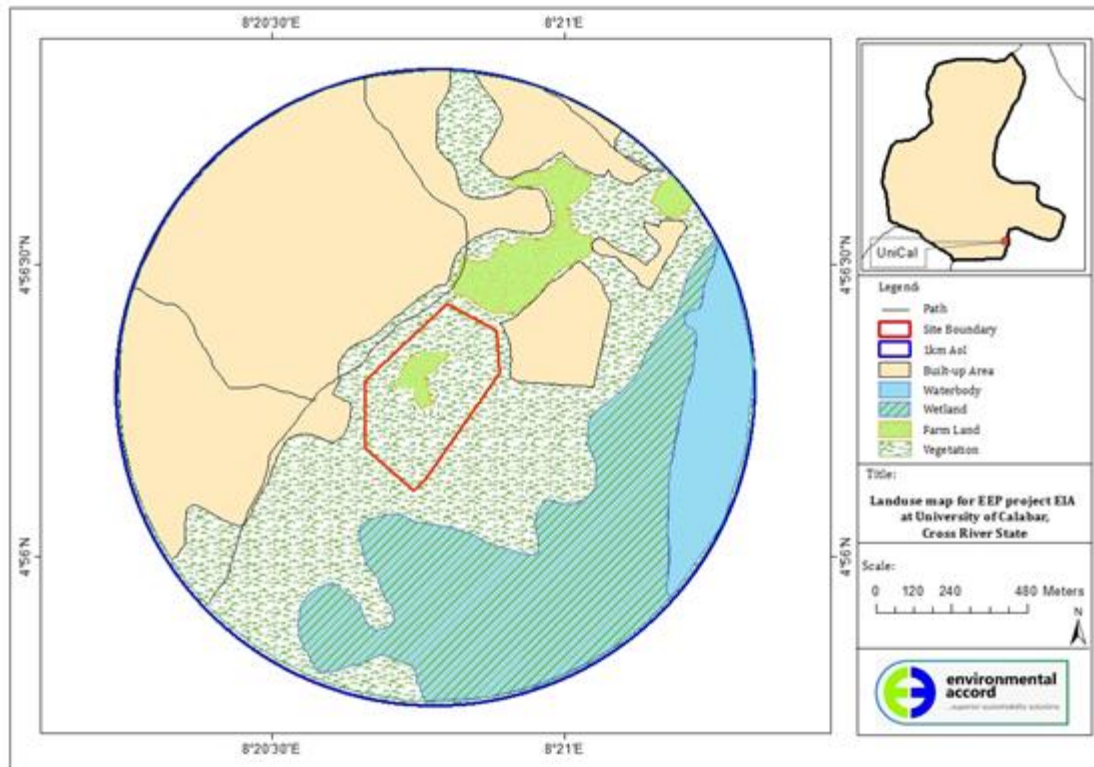 8°20'30"E
8°21'E
4°56'30"N
4°56'30"N
4°56'N
4°56'N
8°20'30"E
8°21'E
UniCal
Legend:
Path
Site Boundary
1km AoI
Built-up Area
Waterbody
Wetland
Farm Land
Vegetation
Title:
Landuse map for EEP project EIA
at University of Calabar,
Cross River State
Scale:
0 120 240 480 Meters
N
environmental
accord
...superior sustainability solutions